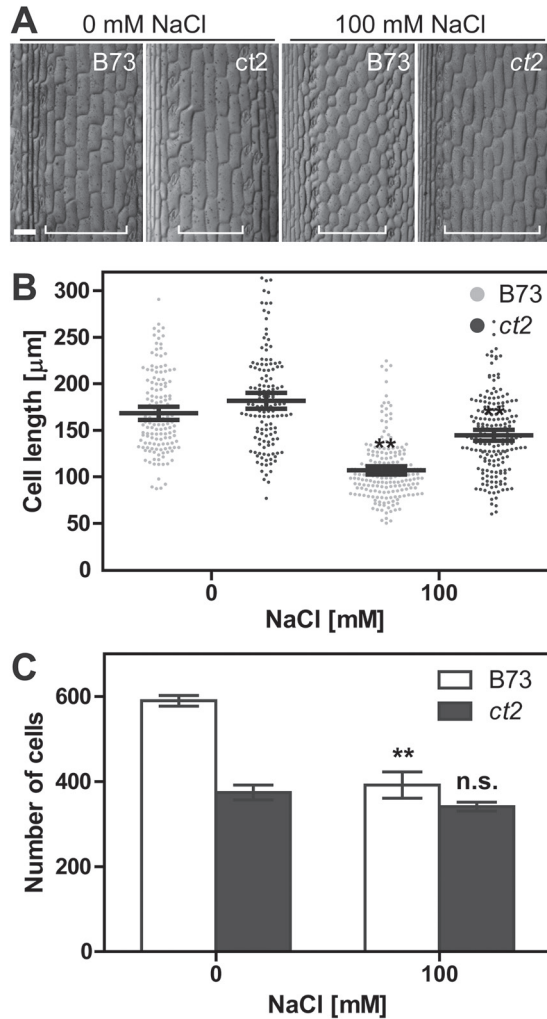 A
0 mM NaCl 100 mM NaCl
B73 ct2 B73 ct2
B
B73
ct2
Cell length [μm]
300
250
200
150
100
50
0
**
**
0 100
NaCl [mM]
C
B73
ct2
Number of cells
600
400
200
0
**
n.s.
0 100
NaCl [mM]